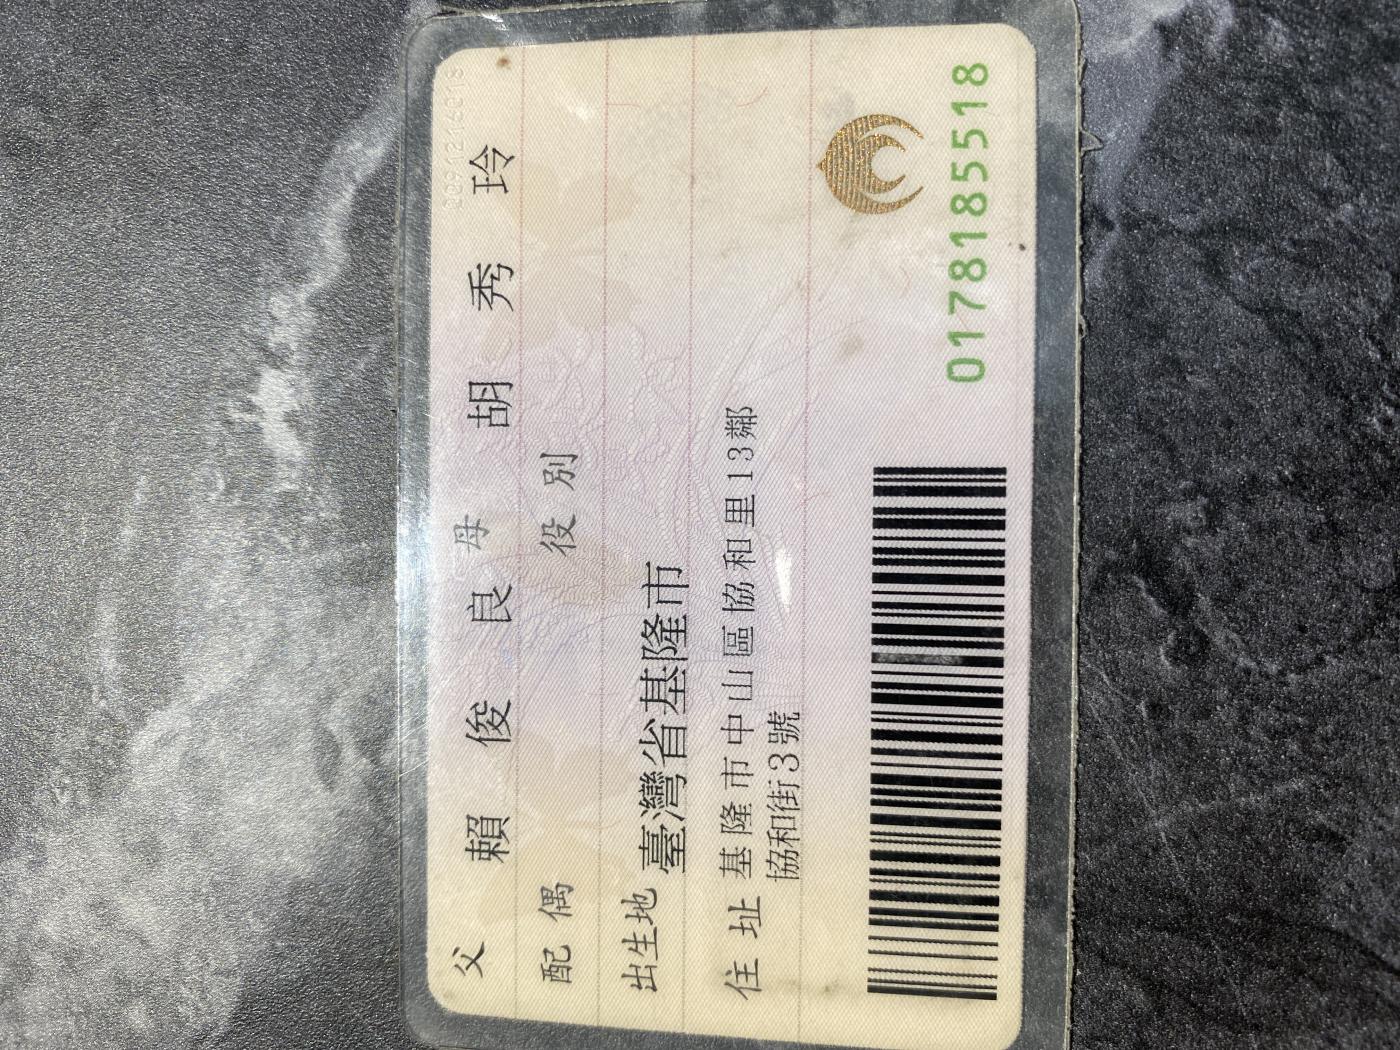 父 賴俊良 母 胡秀玲
配偶 役別
出生地 臺灣省基隆市
住址 基隆市中山區協和里13鄰
協和街3號
0178185518